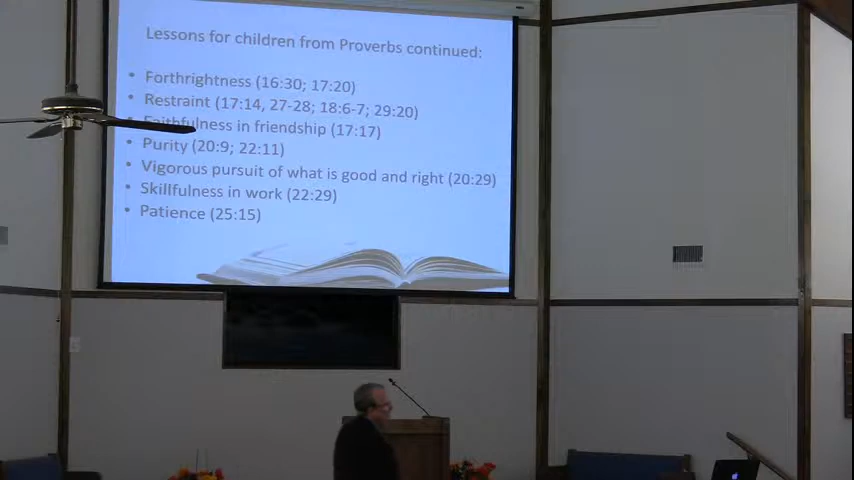 Lessons for children from Proverbs continued:
• Forthrightness (16:30; 17:20)
• Restraint (17:14, 27-28; 18:6-7; 29:20)
• Faithfulness in friendship (17:17)
• Purity (20:9; 22:11)
• Vigorous pursuit of what is good and right (20:29)
• Skillfulness in work (22:29)
• Patience (25:15)